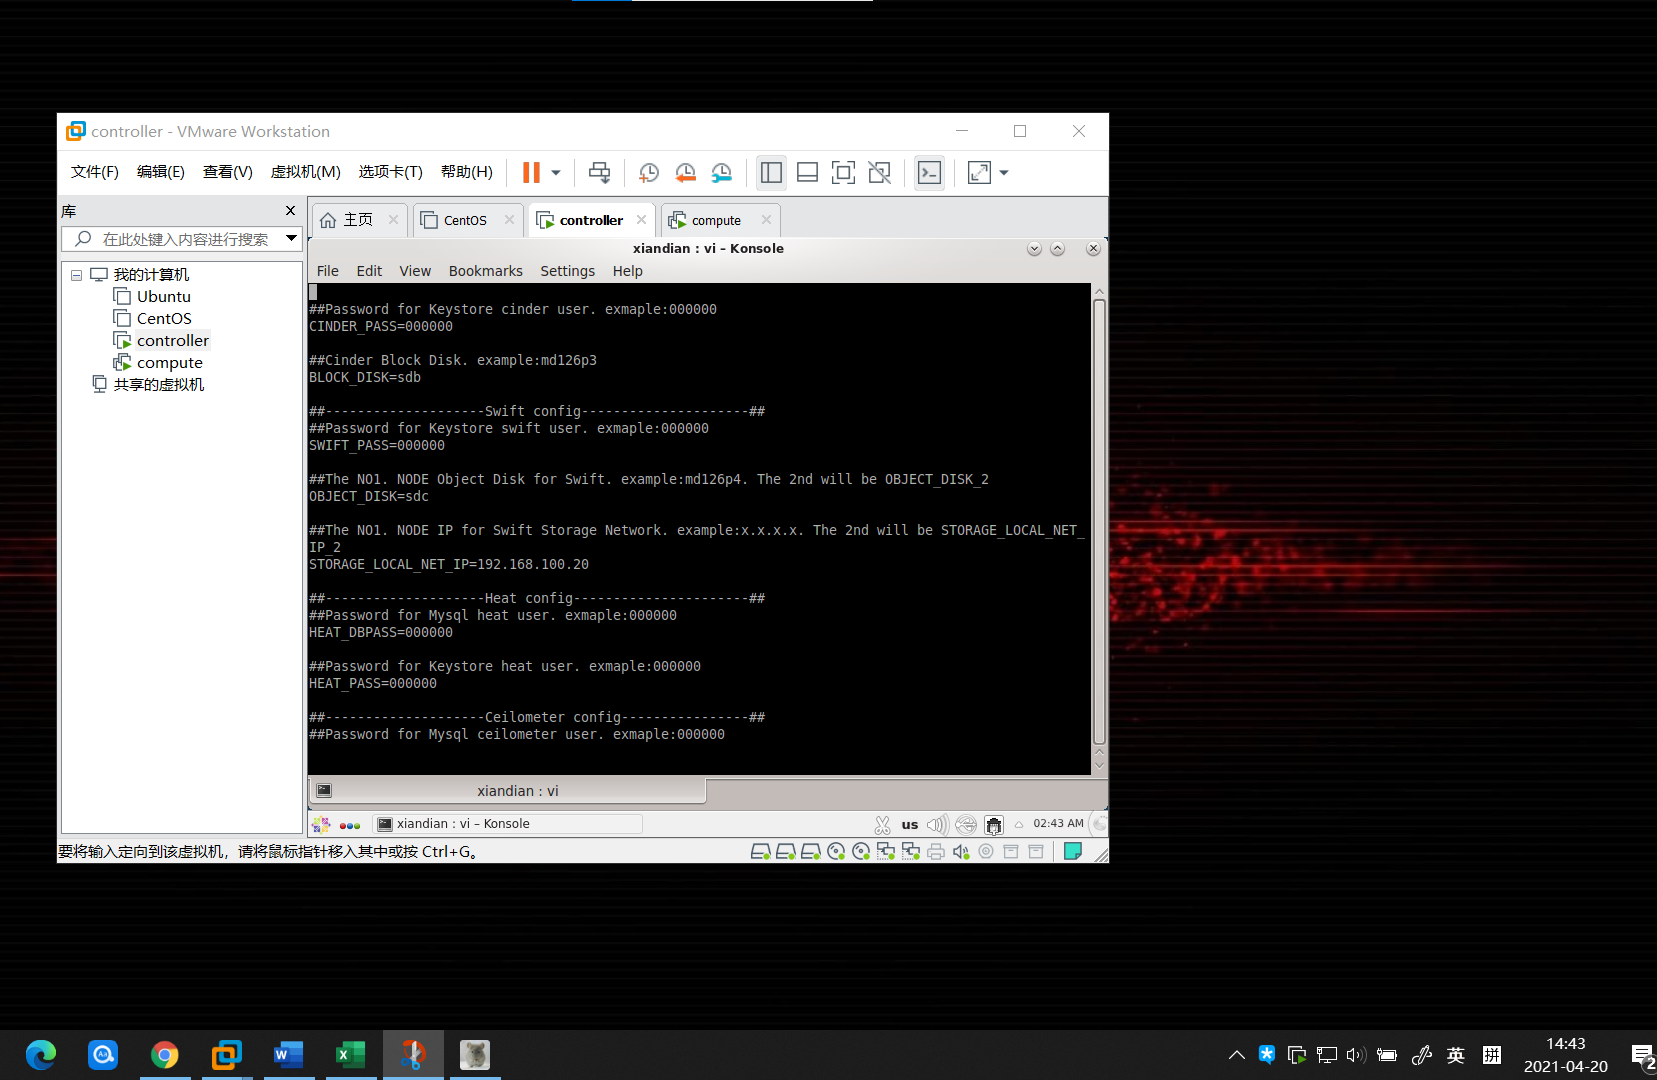 controller - VMware Workstation
文件(F) 编辑(E) 查看(V) 虚拟机(M) 选项卡(T) 帮助(H)
库
在此处键入内容进行搜索
我的计算机
Ubuntu
CentOS
controller
compute
共享的虚拟机
主页 CentOS controller compute
xiandian : vi – Konsole
File Edit View Bookmarks Settings Help
##Password for Keystore cinder user. exmaple:000000
CINDER_PASS=000000
##Cinder Block Disk. example:md126p3
BLOCK_DISK=sdb
##--------------------Swift config---------------------##
##Password for Keystore swift user. exmaple:000000
SWIFT_PASS=000000
##The NO1. NODE Object Disk for Swift. example:md126p4. The 2nd will be OBJECT_DISK_2
OBJECT_DISK=sdc
##The NO1. NODE IP for Swift Storage Network. example:x.x.x.x. The 2nd will be STORAGE_LOCAL_NET_
IP_2
STORAGE_LOCAL_NET_IP=192.168.100.20
##--------------------Heat config----------------------##
##Password for Mysql heat user. exmaple:000000
HEAT_DBPASS=000000
##Password for Keystore heat user. exmaple:000000
HEAT_PASS=000000
##--------------------Ceilometer config----------------##
##Password for Mysql ceilometer user. exmaple:000000
xiandian : vi
xiandian : vi – Konsole
us
02:43 AM
要将输入定向到该虚拟机，请将鼠标指针移入其中或按 Ctrl+G。
英 拼
14:43
2021-04-20
2